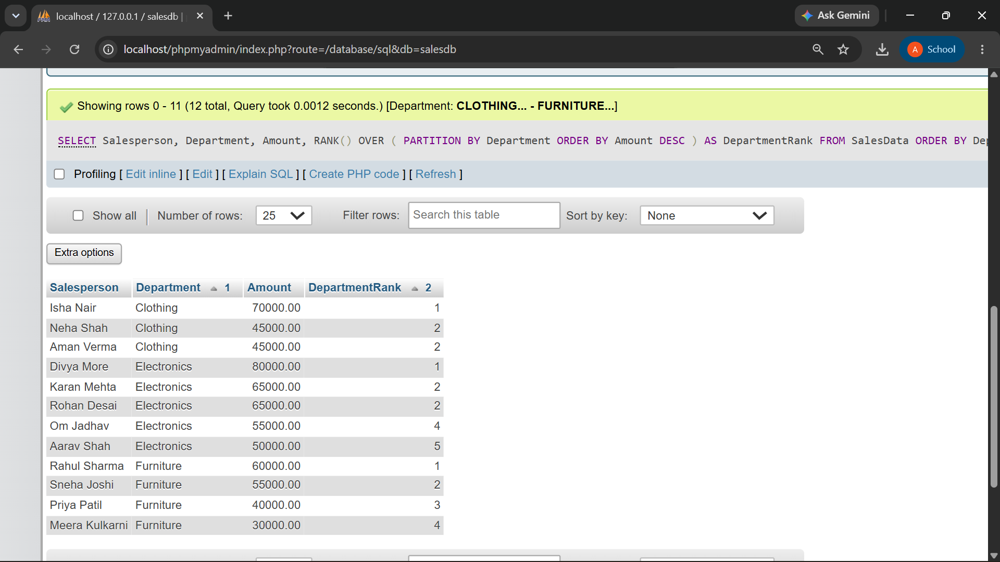 localhost / 127.0.0.1 / salesdb |
Ask Gemini
localhost/phpmyadmin/index.php?route=/database/sql&db=salesdb
A School
Showing rows 0 - 11 (12 total, Query took 0.0012 seconds.) [Department: CLOTHING... - FURNITURE...]
SELECT Salesperson, Department, Amount, RANK() OVER ( PARTITION BY Department ORDER BY Amount DESC ) AS DepartmentRank FROM SalesData ORDER BY Dep
Profiling [ Edit inline ] [ Edit ] [ Explain SQL ] [ Create PHP code ] [ Refresh ]
Show all | Number of rows: 25 Filter rows: Search this table Sort by key: None
Extra options
Salesperson Department 1 Amount DepartmentRank 2
Isha Nair Clothing 70000.00 1
Neha Shah Clothing 45000.00 2
Aman Verma Clothing 45000.00 2
Divya More Electronics 80000.00 1
Karan Mehta Electronics 65000.00 2
Rohan Desai Electronics 65000.00 2
Om Jadhav Electronics 55000.00 4
Aarav Shah Electronics 50000.00 5
Rahul Sharma Furniture 60000.00 1
Sneha Joshi Furniture 55000.00 2
Priya Patil Furniture 40000.00 3
Meera Kulkarni Furniture 30000.00 4